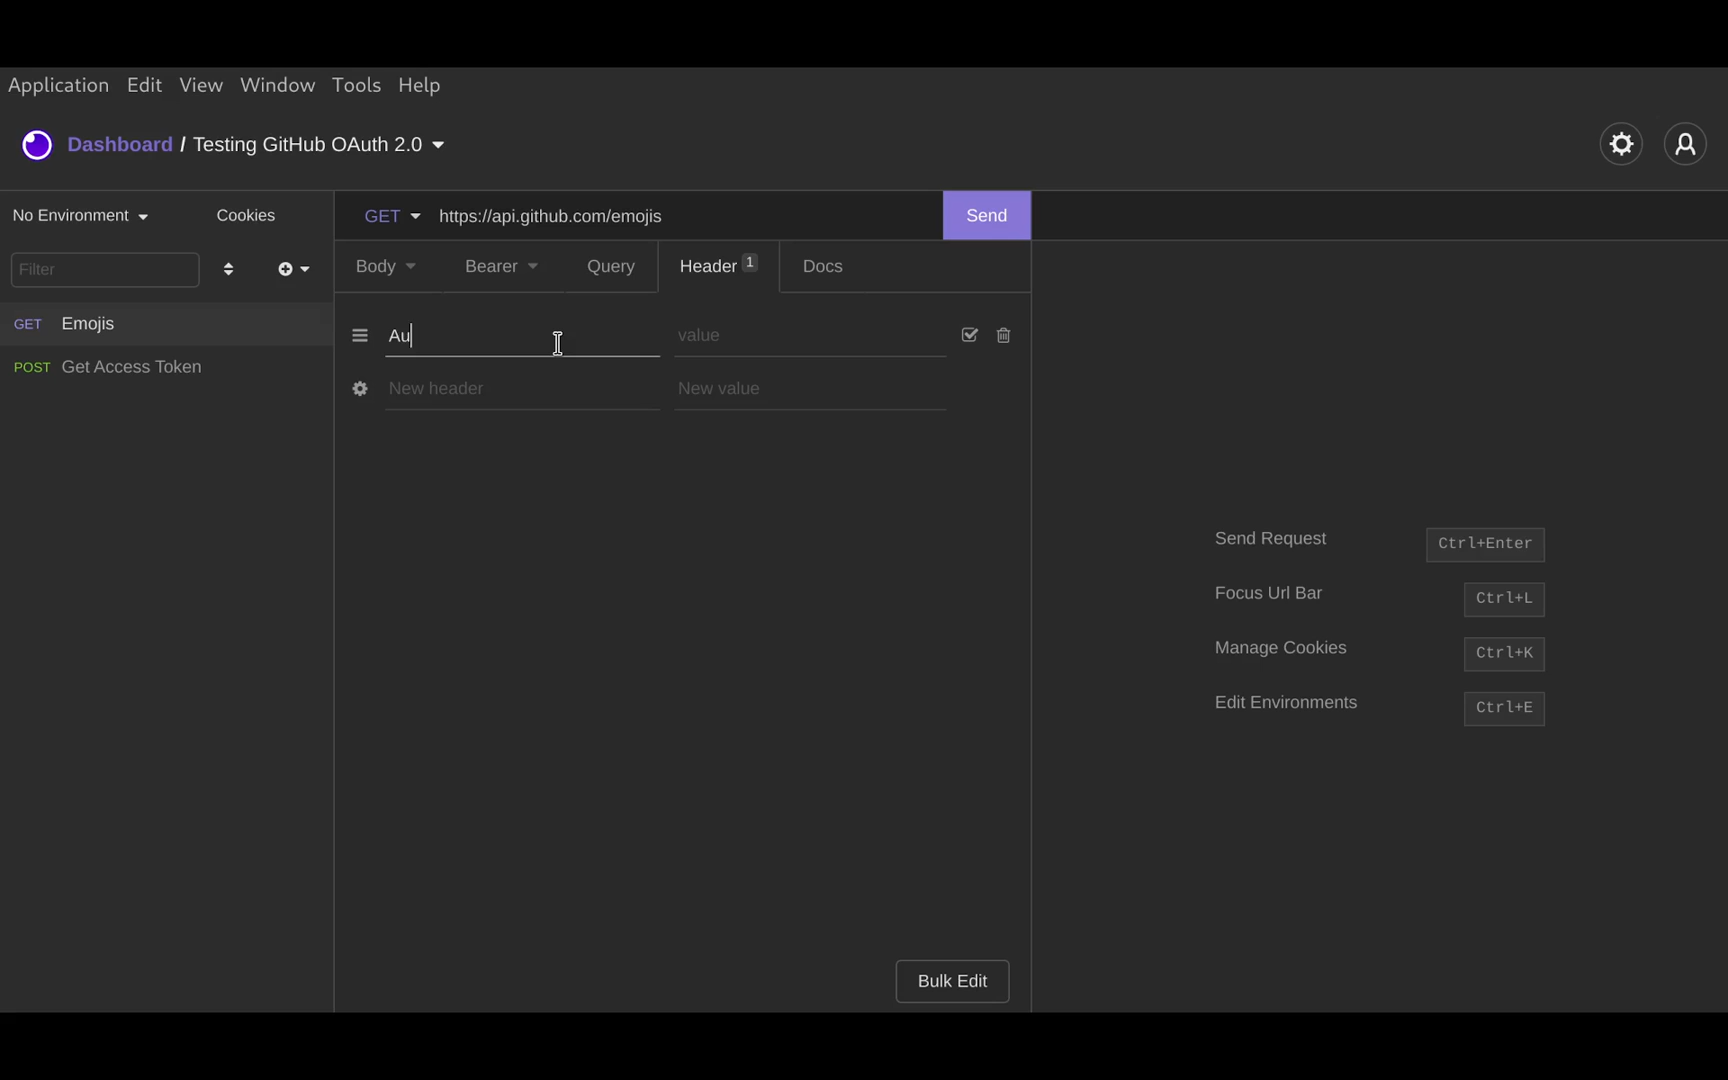 Application Edit View Window Tools Help
Dashboard / Testing GitHub OAuth 2.0
No Environment Cookies GET https://api.github.com/emojis Send
Filter Body Bearer Query Header 1 Docs
GET Emojis
Au value
POST Get Access Token
New header New value
Send Request Ctrl+Enter
Focus Url Bar Ctrl+L
Manage Cookies Ctrl+K
Edit Environments Ctrl+E
Bulk Edit